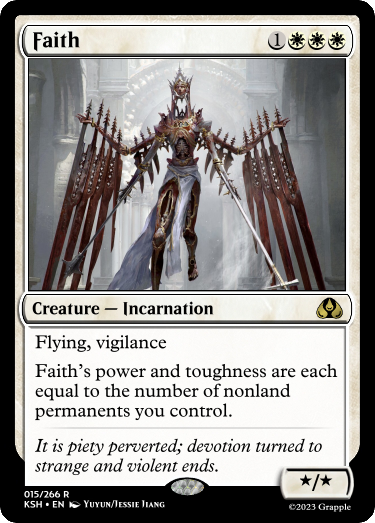 Faith 1
Creature — Incarnation
Flying, vigilance
Faith's power and toughness are each
equal to the number of nonland
permanents you control.
It is piety perverted; devotion turned to
strange and violent ends.
*/*
015/266 R
KSH • EN Yuyun/Jessie Jiang
©2023 Grapple